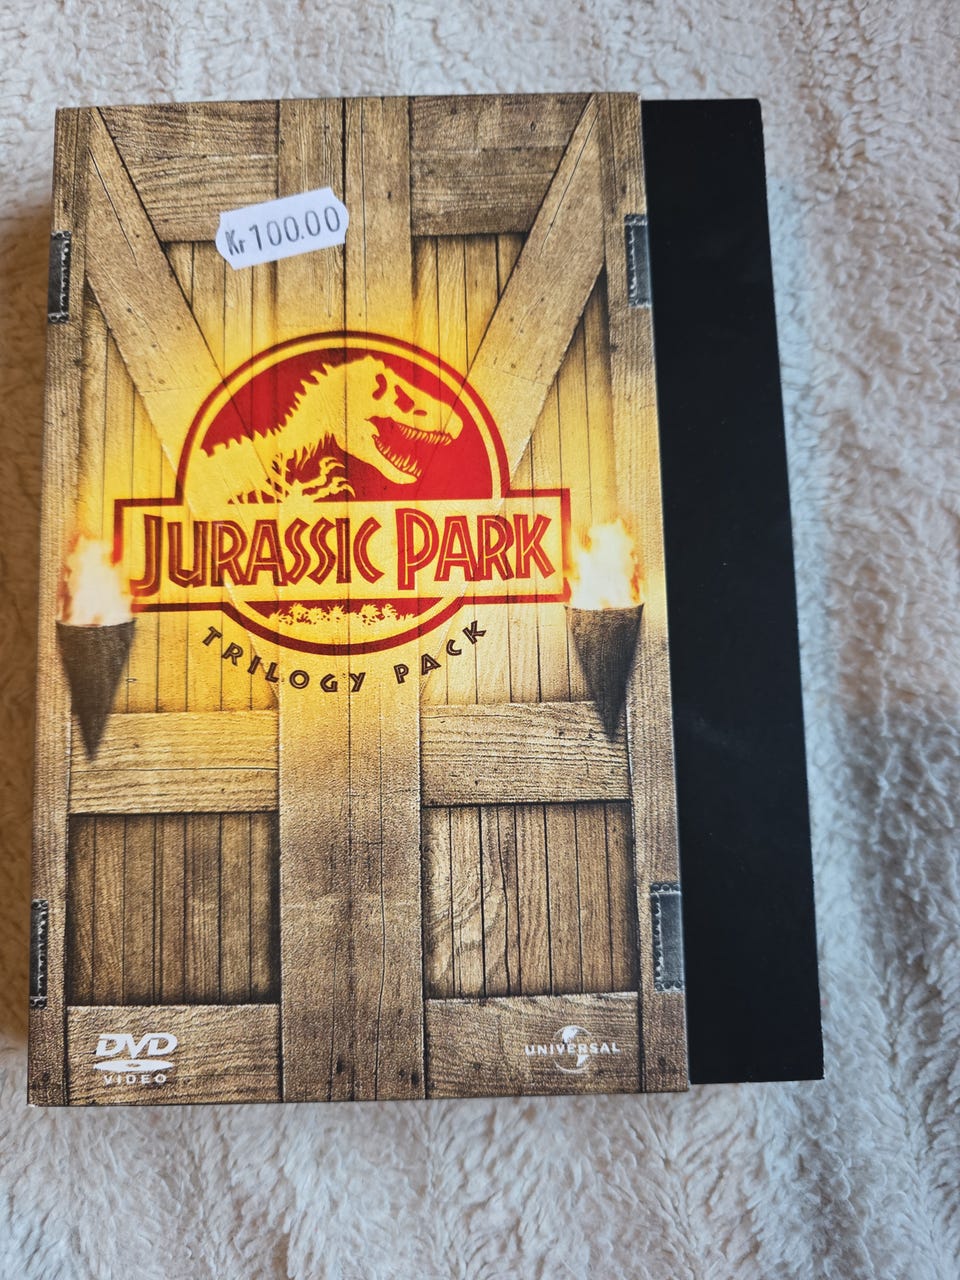 Kr 100.00
JURASSIC PARK
TRILOGY PACK
DVD
VIDEO
UNIVERSAL